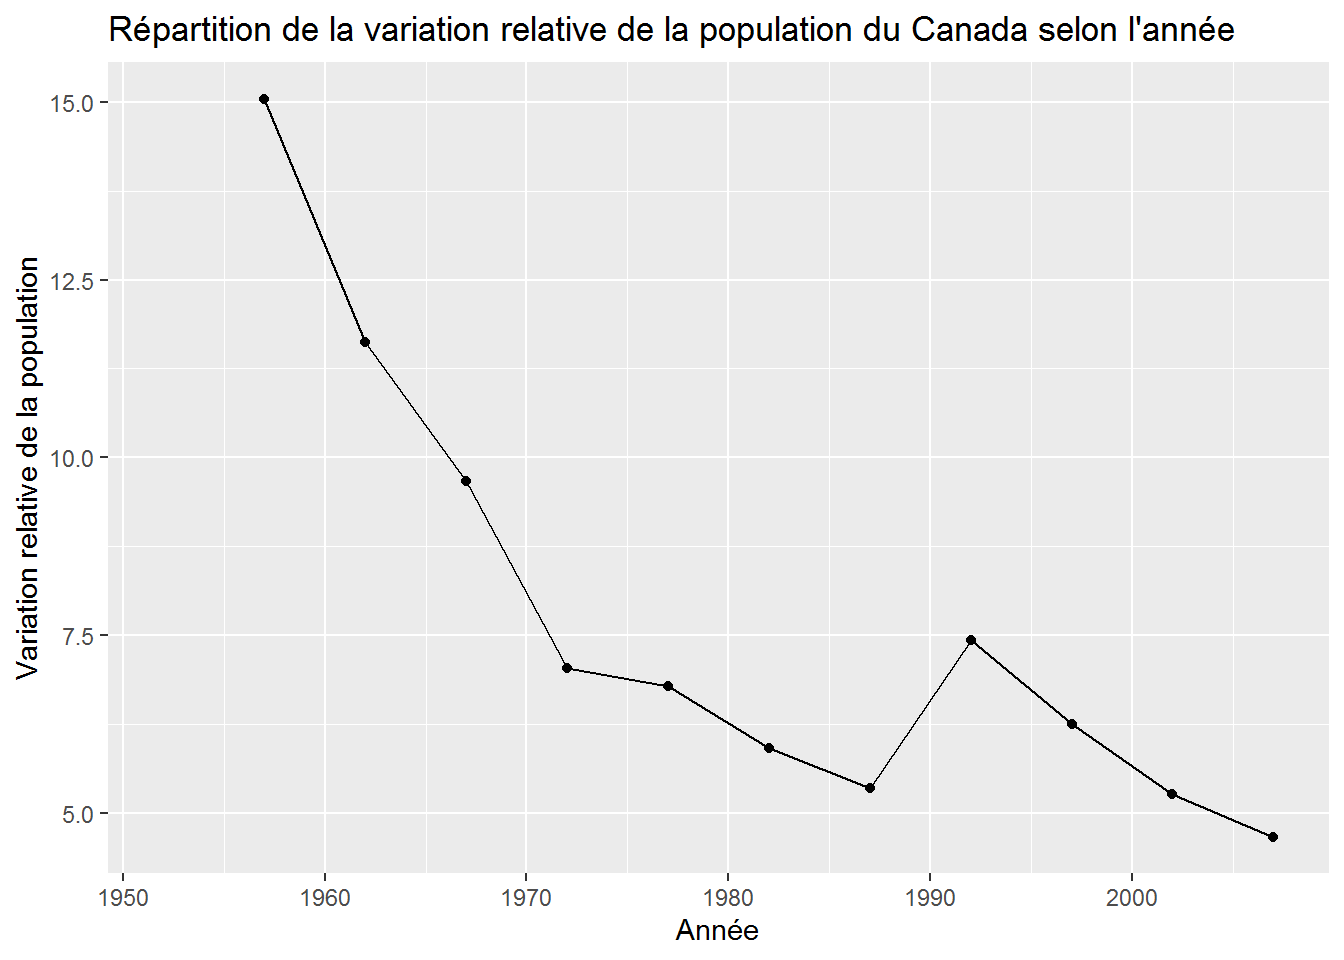 Répartition de la variation relative de la population du Canada selon l'année
Variation relative de la population
15.0
12.5
10.0
7.5
5.0
1950 1960 1970 1980 1990 2000
Année